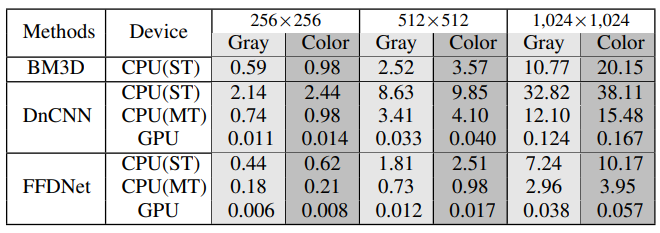 Methods Device 256×256 512×512 1,024×1,024
Gray Color Gray Color Gray Color
BM3D CPU(ST) 0.59 0.98 2.52 3.57 10.77 20.15
CPU(ST) 2.14 2.44 8.63 9.85 32.82 38.11
DnCNN CPU(MT) 0.74 0.98 3.41 4.10 12.10 15.48
GPU 0.011 0.014 0.033 0.040 0.124 0.167
CPU(ST) 0.44 0.62 1.81 2.51 7.24 10.17
FFDNet CPU(MT) 0.18 0.21 0.73 0.98 2.96 3.95
GPU 0.006 0.008 0.012 0.017 0.038 0.057